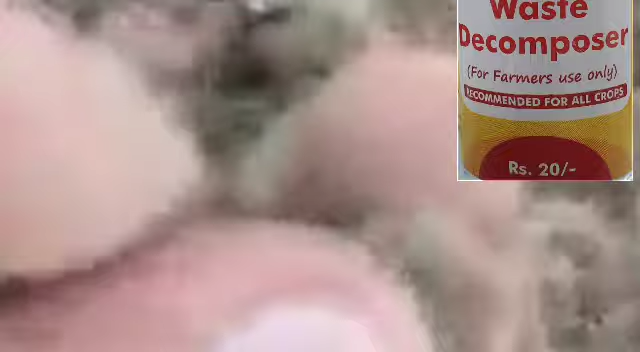 Waste
Decomposer
(For Farmers use only)
RECOMMENDED FOR ALL CROPS
Rs. 20/-